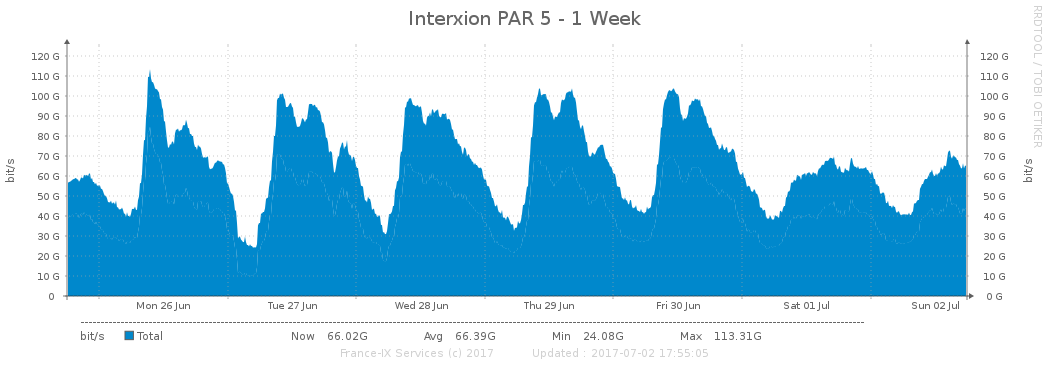 Interxion PAR 5 - 1 Week
RRDTOOL / TOBI OETIKER
bit/s
120 G 120 G
110 G 110 G
100 G 100 G
90 G 90 G
80 G 80 G
70 G 70 G
60 G 60 G
50 G 50 G
40 G 40 G
30 G 30 G
20 G 20 G
10 G 10 G
0 0 G
bit/s
Mon 26 Jun Tue 27 Jun Wed 28 Jun Thu 29 Jun Fri 30 Jun Sat 01 Jul Sun 02 Jul
bit/s Total Now 66.02G Avg 66.39G Min 24.08G Max 113.31G
France-IX Services (c) 2017 Updated : 2017-07-02 17:55:05